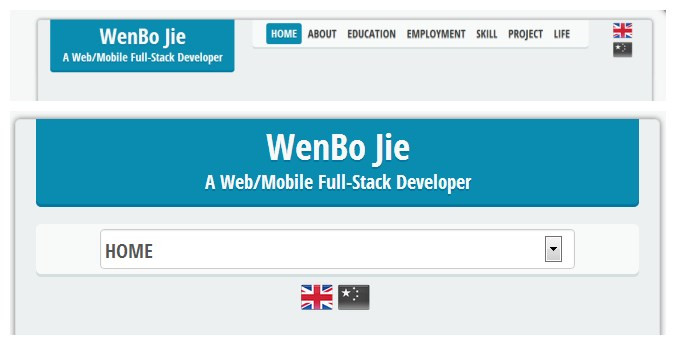 WenBo Jie
A Web/Mobile Full-Stack Developer
HOME ABOUT EDUCATION EMPLOYMENT SKILL PROJECT LIFE
WenBo Jie
A Web/Mobile Full-Stack Developer
HOME